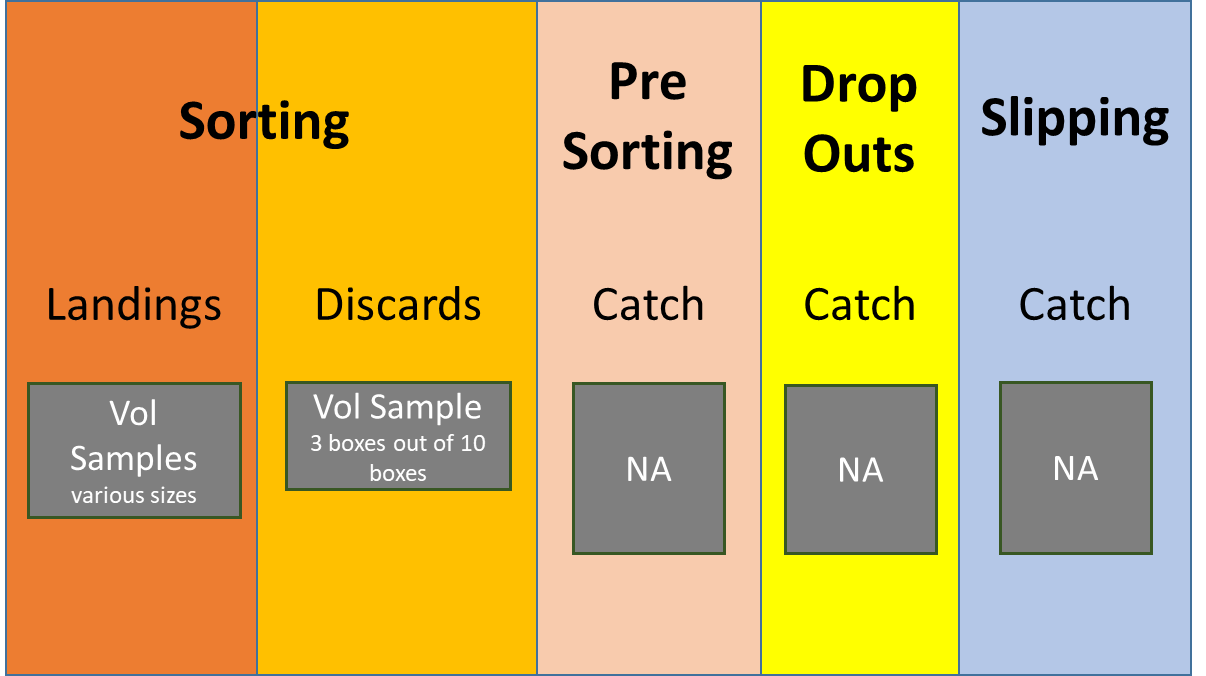 Sorting
Pre
Sorting
Drop
Outs
Slipping
Landings
Discards
Catch
Catch
Catch
Vol
Samples
various sizes
Vol Sample
3 boxes out of 10
boxes
NA
NA
NA